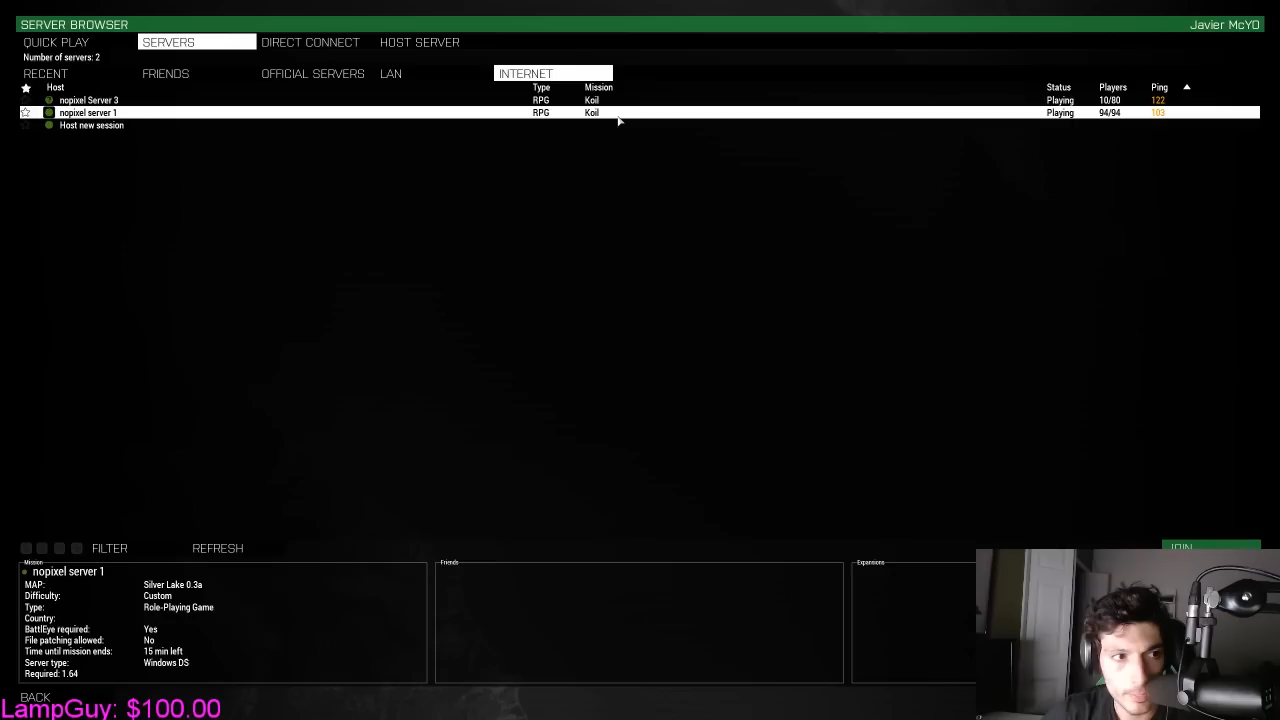 SERVER BROWSER Javier McYO
QUICK PLAY SERVERS DIRECT CONNECT HOST SERVER
Number of servers: 2
RECENT FRIENDS OFFICIAL SERVERS LAN INTERNET
Host Type Mission Status Players Ping
nopixel Server 3 RPG Koil Playing 10/80 122
nopixel server 1 RPG Koil Playing 94/94 103
Host new session
FILTER REFRESH JOIN
Mission Friends Expansions
nopixel server 1
MAP: Silver Lake 0.3a
Difficulty: Custom
Type: Role-Playing Game
Country:
BattlEye required: Yes
File patching allowed: No
Time until mission ends: 15 min left
Server type: Windows DS
Required: 1.64
BACK
LampGuy: $100.00